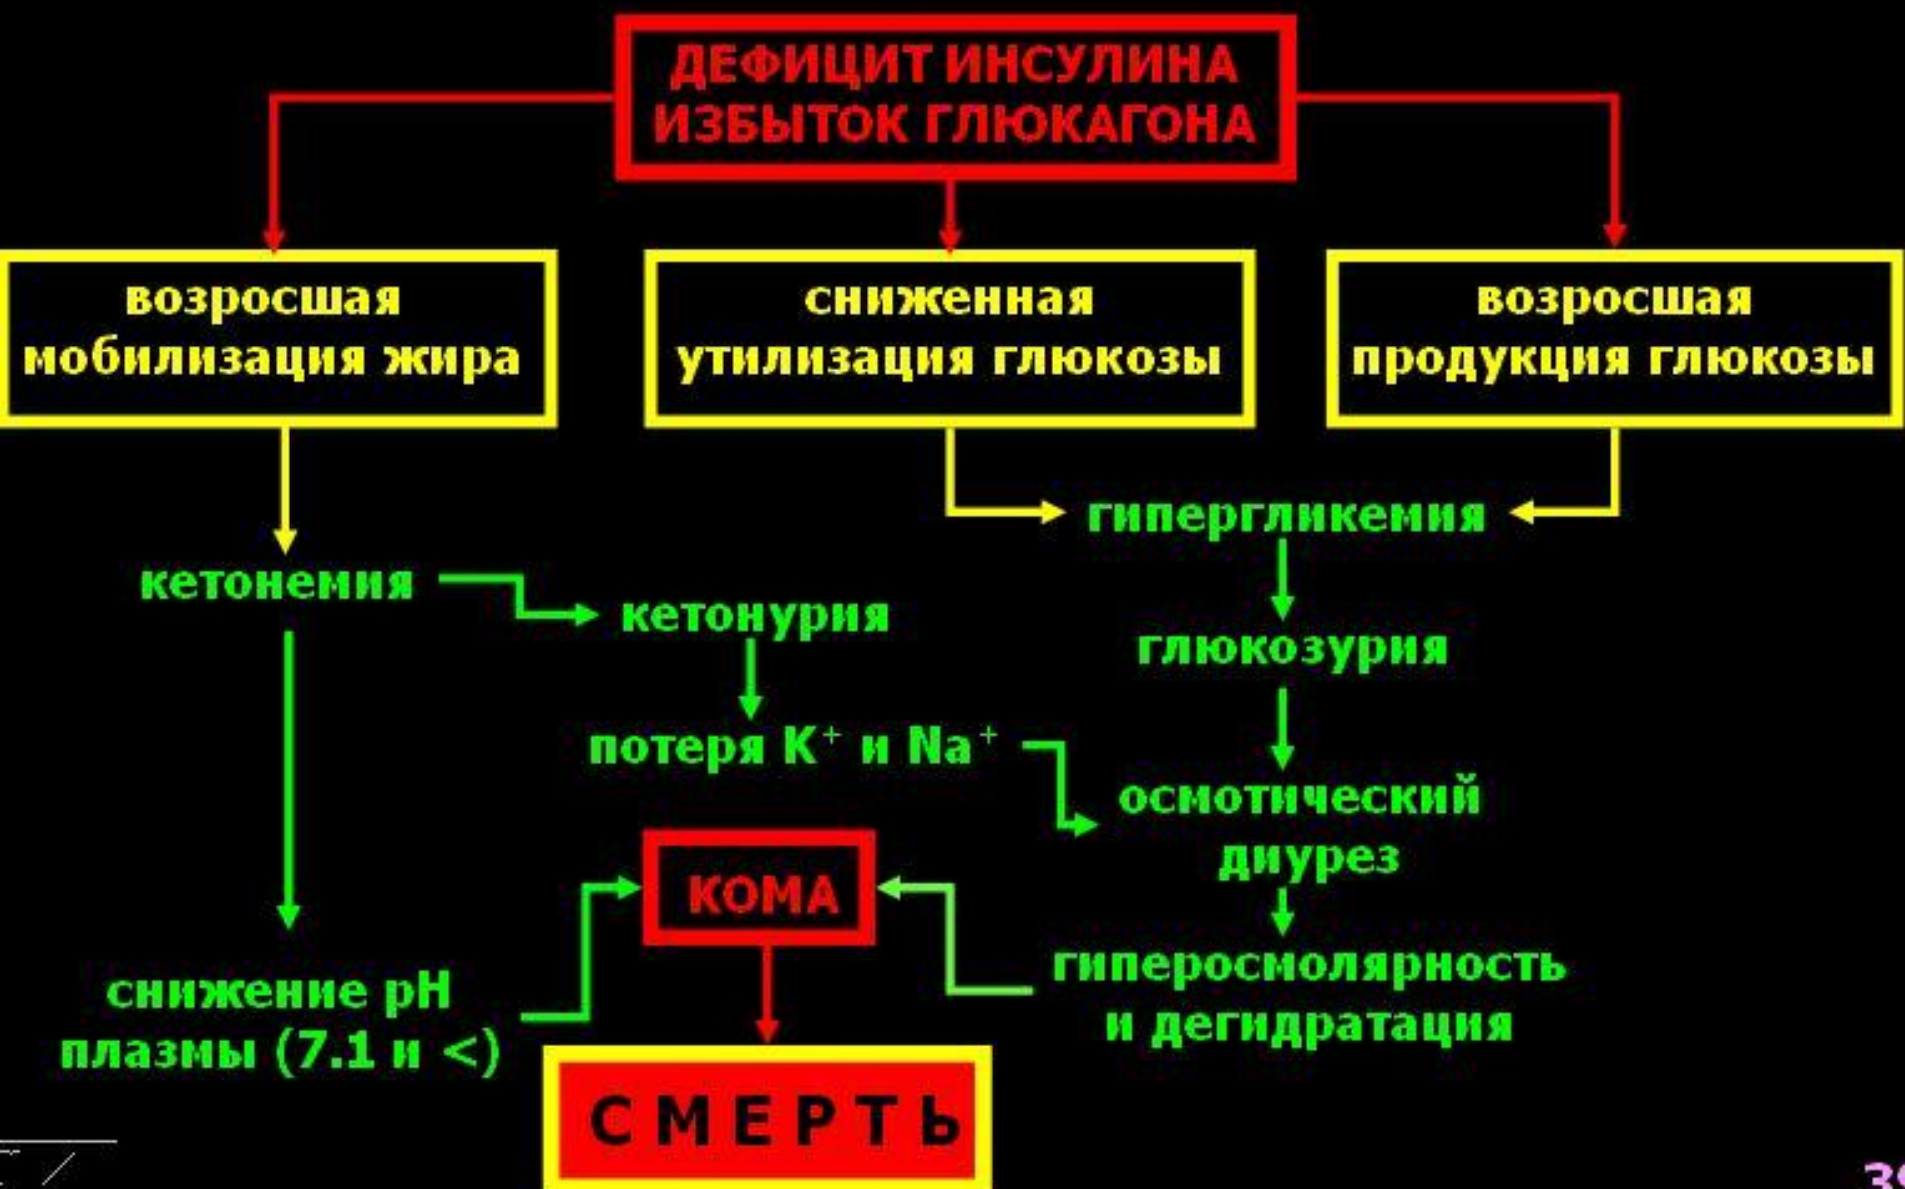 ДЕФИЦИТ ИНСУЛИНА
ИЗБЫТОК ГЛЮКАГОНА
возросшая
мобилизация жира
сниженная
утилизация глюкозы
возросшая
продукция глюкозы
гипергликемия
кетонемия
кетонурия
глюкозурия
потеря K⁺ и Na⁺
осмотический
диурез
КОМА
гиперосмолярность
и дегидратация
снижение pH
плазмы (7.1 и <)
СМЕРТЬ